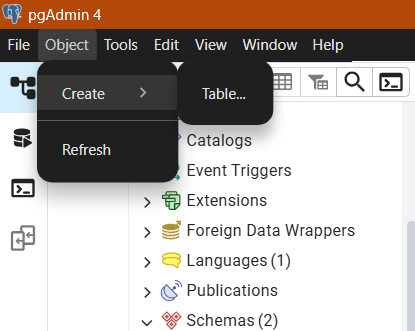 pgAdmin 4
File Object Tools Edit View Window Help
Create Table...
Refresh
Catalogs
Event Triggers
Extensions
Foreign Data Wrappers
Languages (1)
Publications
Schemas (2)